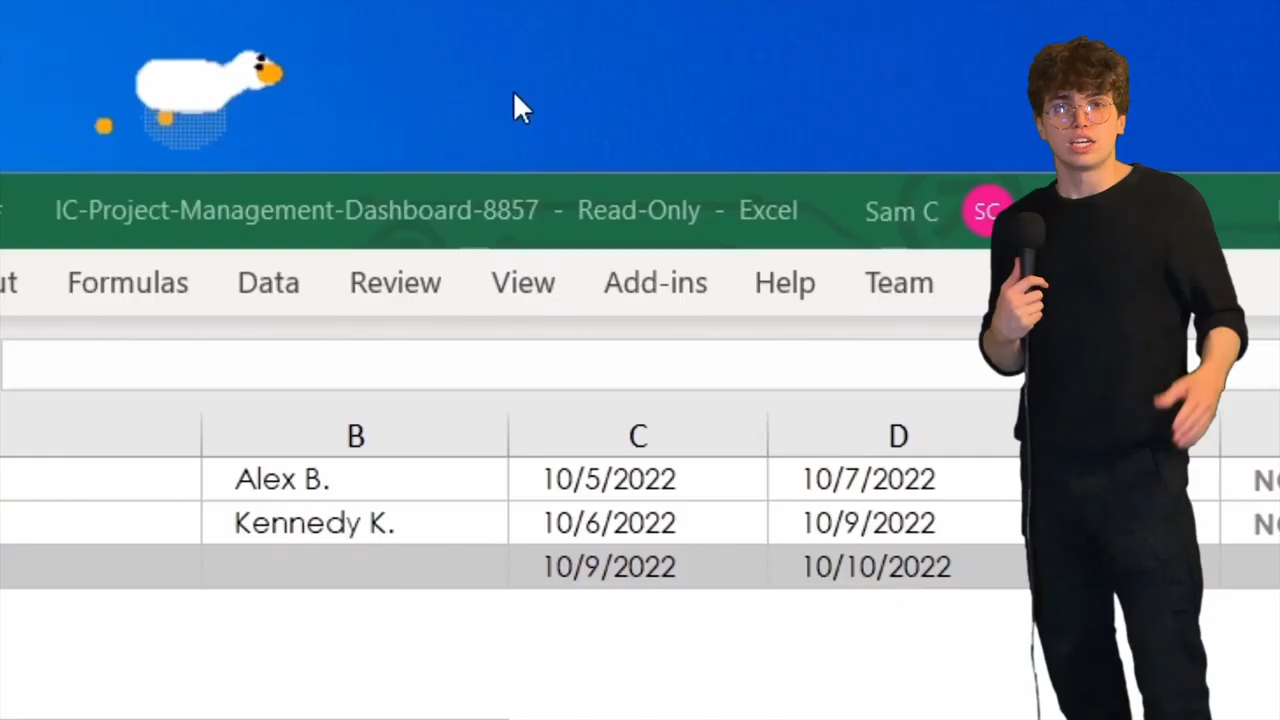 IC-Project-Management-Dashboard-8857 - Read-Only - Excel Sam C SC
Formulas Data Review View Add-ins Help Team
B C D
Alex B. 10/5/2022 10/7/2022
Kennedy K. 10/6/2022 10/9/2022
10/9/2022 10/10/2022